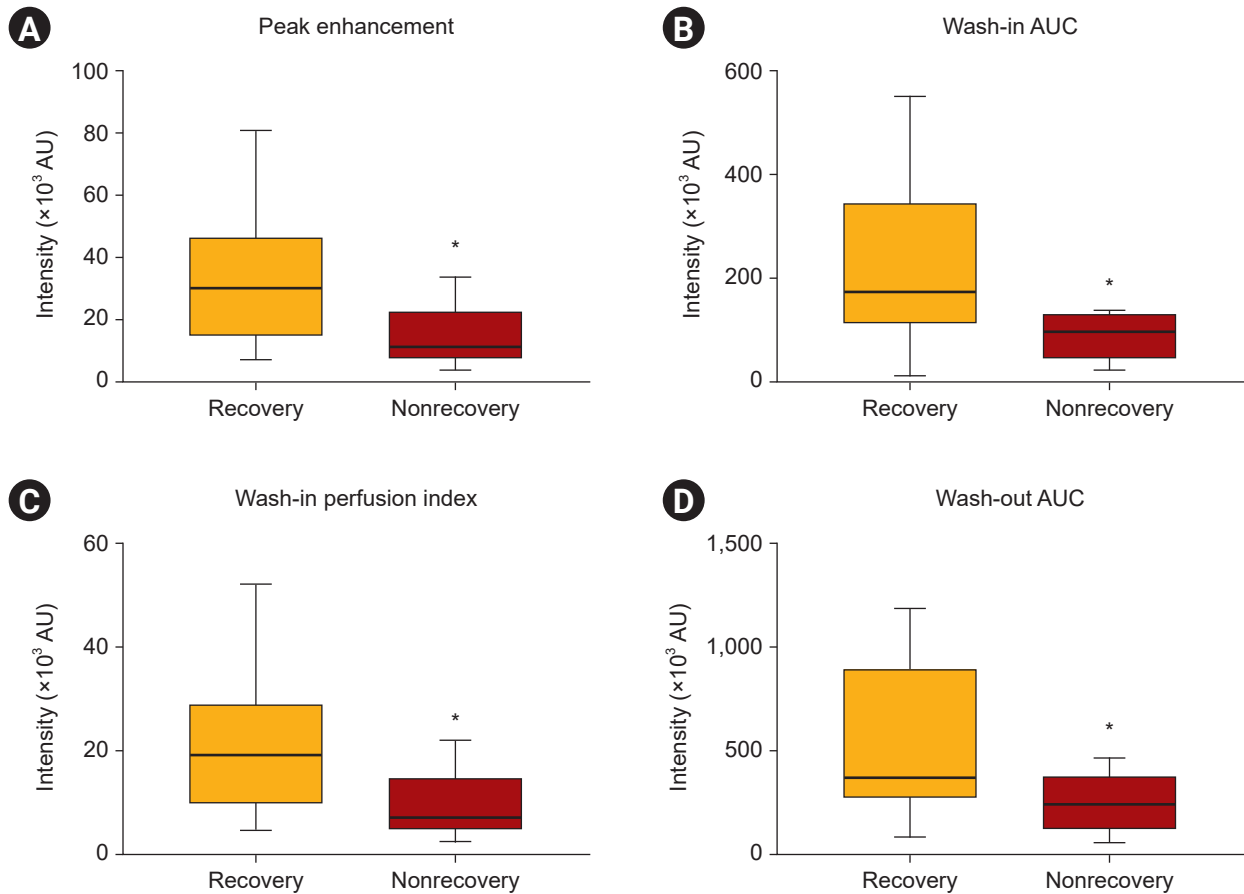 A
Peak enhancement
Intensity (×10³ AU)
100
80
60
40
20
0
*
Recovery
Nonrecovery
B
Wash-in AUC
Intensity (×10³ AU)
600
400
200
0
*
Recovery
Nonrecovery
C
Wash-in perfusion index
Intensity (×10³ AU)
60
40
20
0
*
Recovery
Nonrecovery
D
Wash-out AUC
Intensity (×10³ AU)
1,500
1,000
500
0
*
Recovery
Nonrecovery